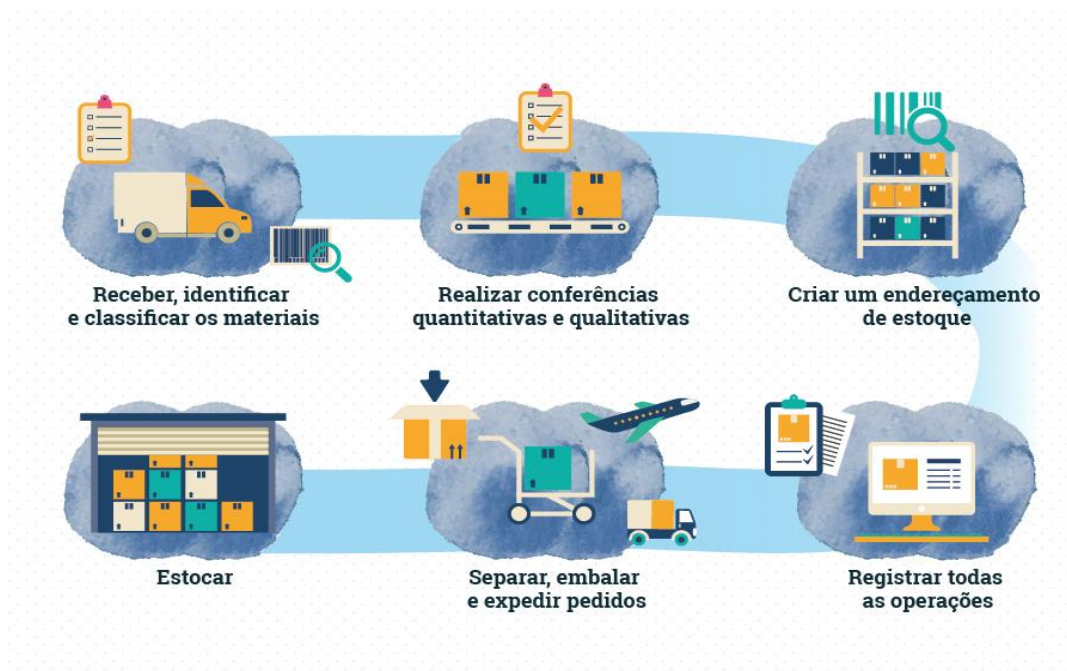 Receber, identificar
e classificar os materiais
Realizar conferências
quantitativas e qualitativas
Criar um endereçamento
de estoque
Estocar
Separar, embalar
e expedir pedidos
Registrar todas
as operações